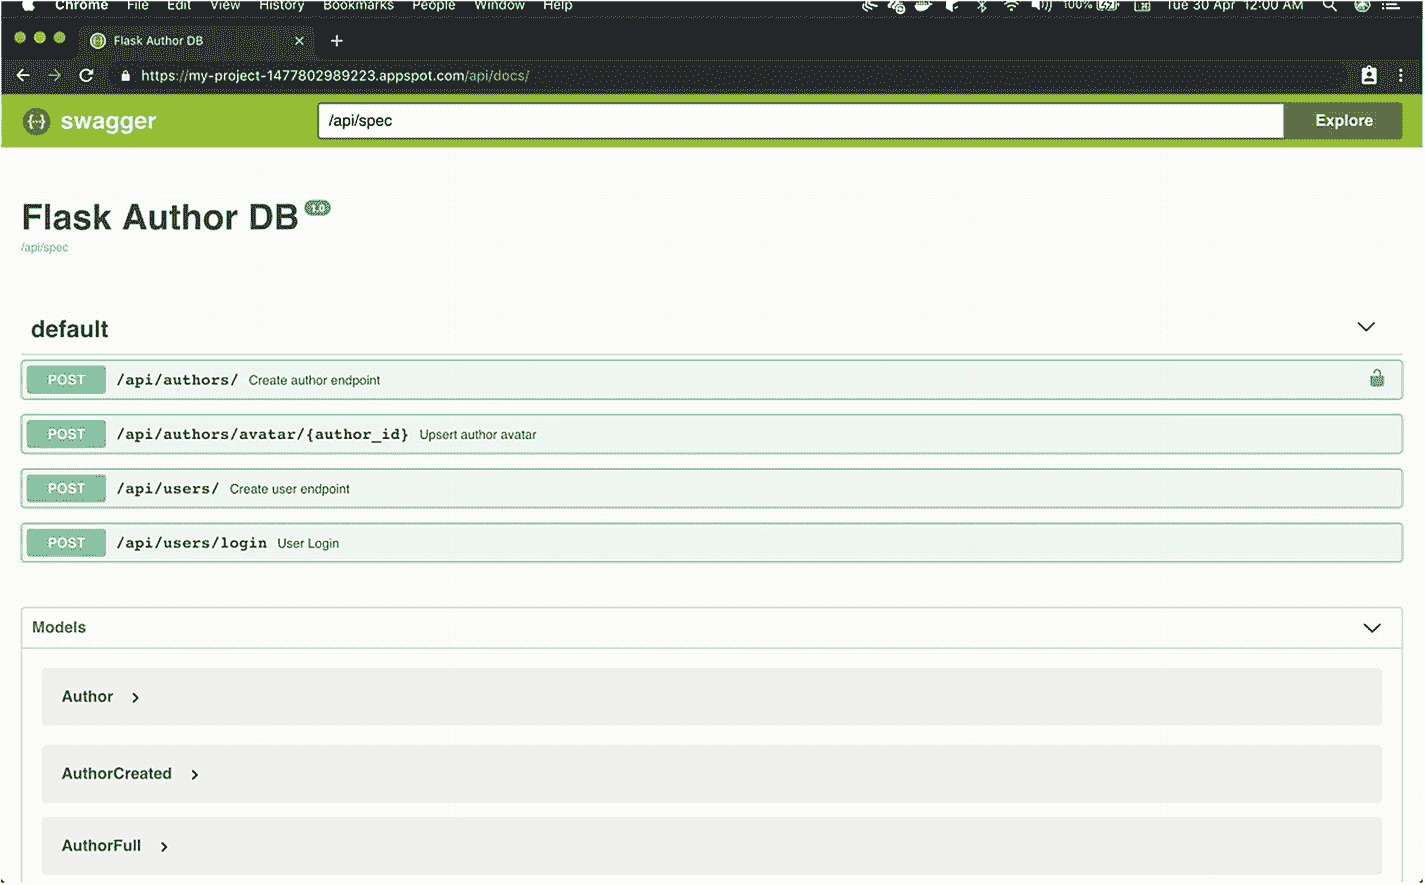 Chrome File Edit View History Bookmarks People Window Help 100% Tue 30 Apr 12:00 AM
Flask Author DB
https://my-project-1477802989223.appspot.com/api/docs/
{...} swagger /api/spec Explore
Flask Author DB 1.0
/api/spec
default
POST /api/authors/ Create author endpoint
POST /api/authors/avatar/{author_id} Upsert author avatar
POST /api/users/ Create user endpoint
POST /api/users/login User Login
Models
Author
AuthorCreated
AuthorFull